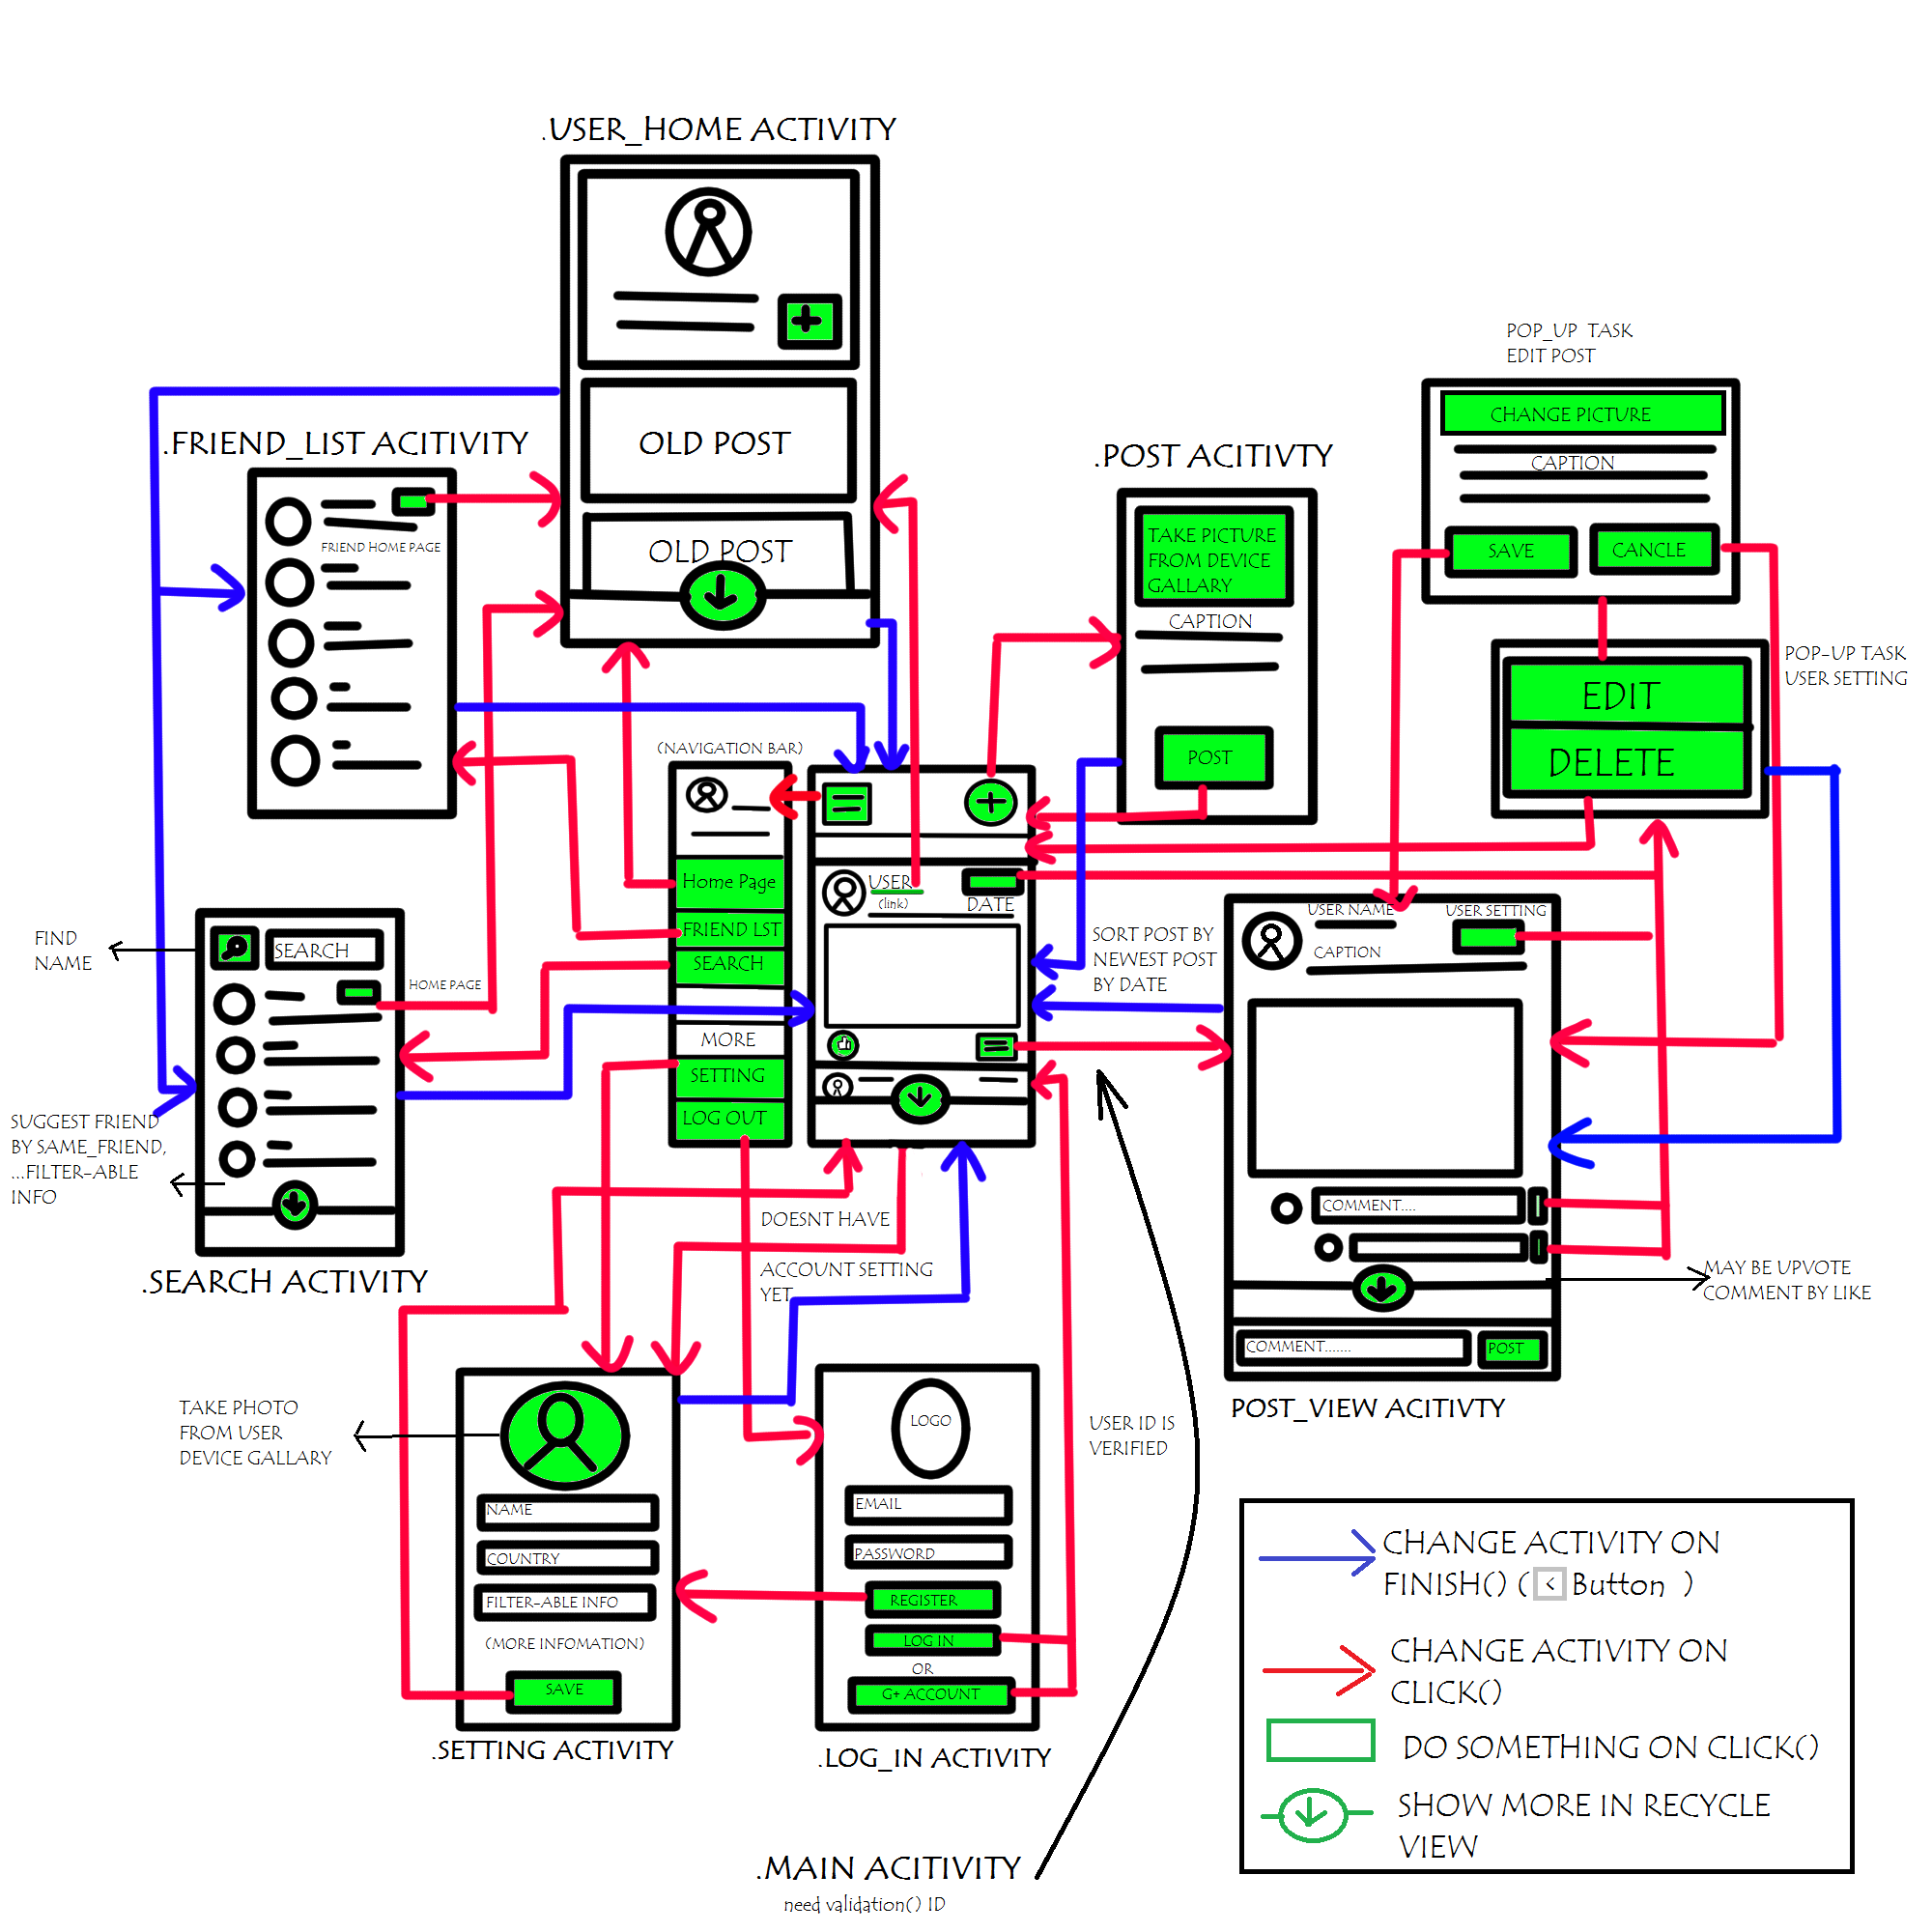 .USER_HOME ACTIVITY
OLD POST
OLD POST
.FRIEND_LIST ACITIVITY
FRIEND HOME PAGE
.POST ACITIVTY
TAKE PICTURE
FROM DEVICE
GALLARY
CAPTION
POST
POP_UP TASK
EDIT POST
CHANGE PICTURE
CAPTION
SAVE
CANCLE
POP-UP TASK
USER SETTING
EDIT
DELETE
(NAVIGATION BAR)
Home Page
FRIEND LST
SEARCH
MORE
SETTING
LOG OUT
USER
(link)
DATE
SORT POST BY
NEWEST POST
BY DATE
FIND
NAME
SEARCH
HOME PAGE
SUGGEST FRIEND
BY SAME_FRIEND,
...FILTER-ABLE
INFO
.SEARCH ACTIVITY
USER NAME
USER SETTING
CAPTION
COMMENT....
COMMENT.......
POST
POST_VIEW ACITIVTY
MAY BE UPVOTE
COMMENT BY LIKE
DOESNT HAVE
ACCOUNT SETTING
YET
TAKE PHOTO
FROM USER
DEVICE GALLARY
NAME
COUNTRY
FILTER-ABLE INFO
(MORE INFOMATION)
SAVE
.SETTING ACTIVITY
LOGO
EMAIL
PASSWORD
REGISTER
LOG IN
OR
G+ ACCOUNT
.LOG_IN ACTIVITY
USER ID IS
VERIFIED
.MAIN ACITIVITY
need validation() ID
CHANGE ACTIVITY ON
FINISH() ( < Button )
CHANGE ACTIVITY ON
CLICK()
DO SOMETHING ON CLICK()
SHOW MORE IN RECYCLE
VIEW